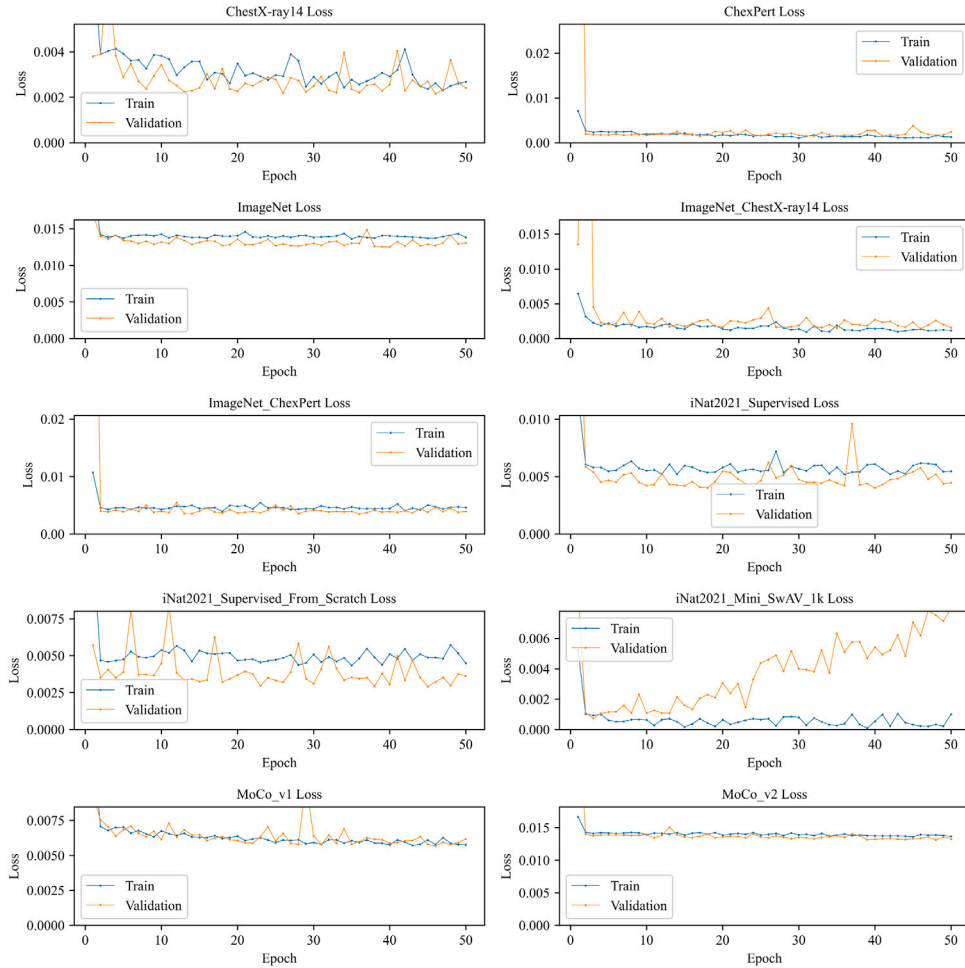 ChestX-ray14 Loss
Loss
0.004
0.002
0.000
Train
Validation
0 10 20 30 40 50
Epoch
ChexPert Loss
Loss
0.02
0.01
0.00
Train
Validation
0 10 20 30 40 50
Epoch
ImageNet Loss
Loss
0.015
0.010
0.005
0.000
Train
Validation
0 10 20 30 40 50
Epoch
ImageNet_ChestX-ray14 Loss
Loss
0.015
0.010
0.005
0.000
Train
Validation
0 10 20 30 40 50
Epoch
ImageNet_ChexPert Loss
Loss
0.02
0.01
0.00
Train
Validation
0 10 20 30 40 50
Epoch
iNat2021_Supervised Loss
Loss
0.010
0.005
0.000
Train
Validation
0 10 20 30 40 50
Epoch
iNat2021_Supervised_From_Scratch Loss
Loss
0.0075
0.0050
0.0025
0.0000
Train
Validation
0 10 20 30 40 50
Epoch
iNat2021_Mini_SwAV_1k Loss
Loss
0.006
0.004
0.002
0.000
Train
Validation
0 10 20 30 40 50
Epoch
MoCo_v1 Loss
Loss
0.0075
0.0050
0.0025
0.0000
Train
Validation
0 10 20 30 40 50
Epoch
MoCo_v2 Loss
Loss
0.015
0.010
0.005
0.000
Train
Validation
0 10 20 30 40 50
Epoch